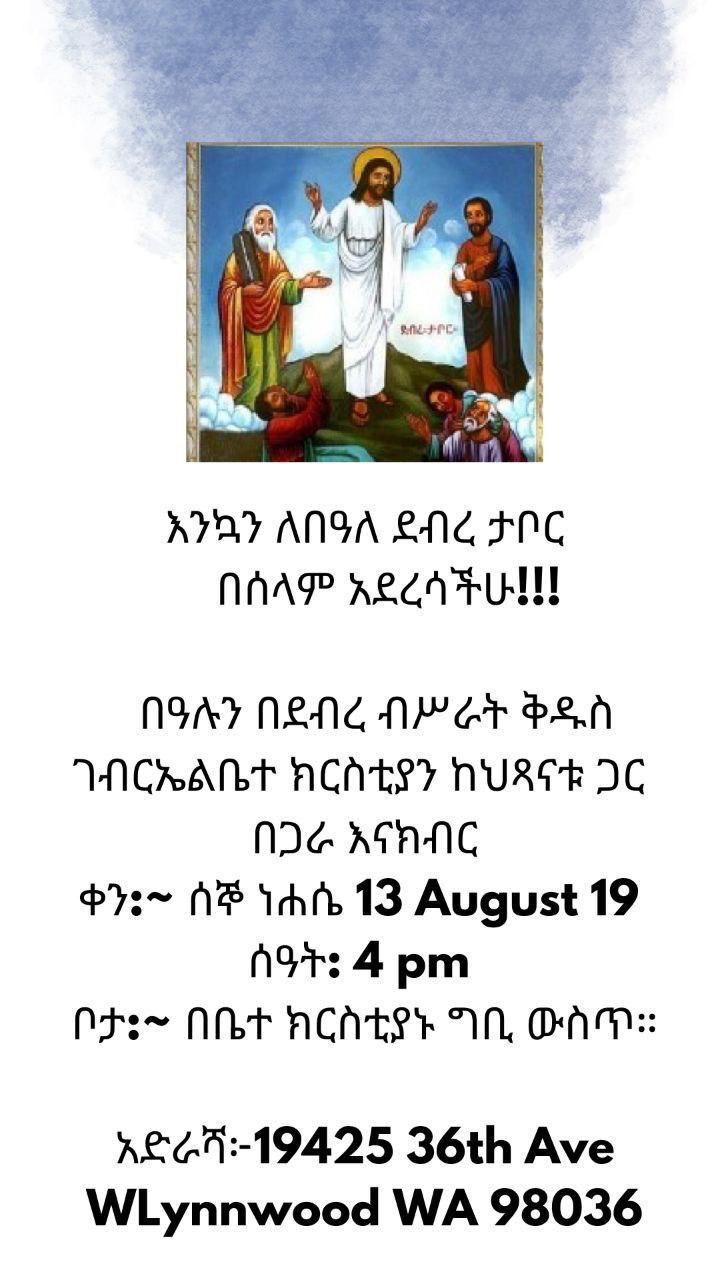 ደብረ፡ታቦር።
እንኳን ለበዓለ ደብረ ታቦር
በሰላም አደረሳችሁ!!!
በዓሉን በደብረ ብሥራት ቅዱስ
ገብርኤልቤተ ክርስቲያን ከህጻናቱ ጋር
በጋራ እናክብር
ቀን:~ ሰኞ ነሐሴ 13 August 19
ሰዓት: 4 pm
ቦታ:~ በቤተ ክርስቲያኑ ግቢ ውስጥ።
አድራሻ፦19425 36th Ave
WLynnwood WA 98036